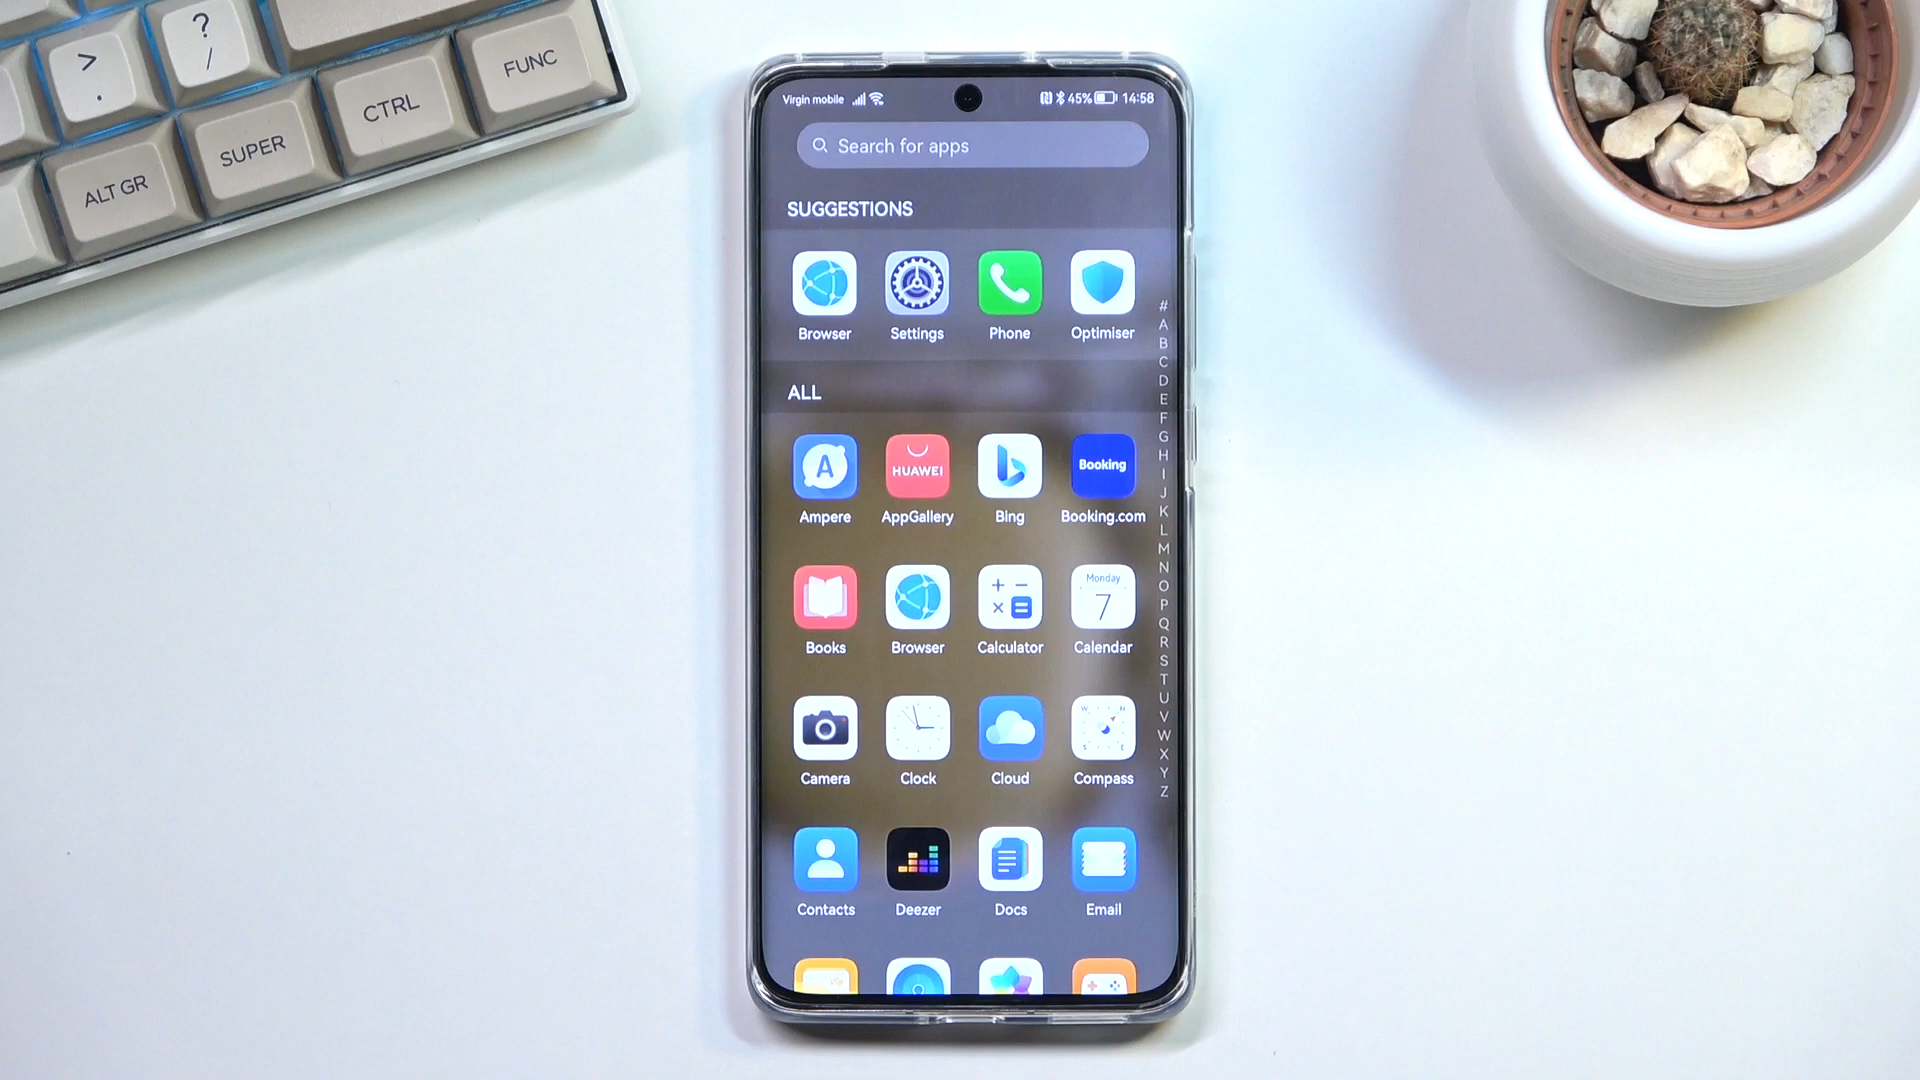 >
.
?
/
FUNC
CTRL
SUPER
ALT GR
Virgin mobile
45%
14:58
Search for apps
SUGGESTIONS
Browser
Settings
Phone
Optimiser
ALL
A
HUAWEI
b
Booking
Ampere
AppGallery
Bing
Booking.com
Monday
7
Books
Browser
Calculator
Calendar
W
N
S
E
Camera
Clock
Cloud
Compass
Contacts
Deezer
Docs
Email
#
A
B
C
D
E
F
G
H
I
J
K
L
M
N
O
P
Q
R
S
T
U
V
W
X
Y
Z